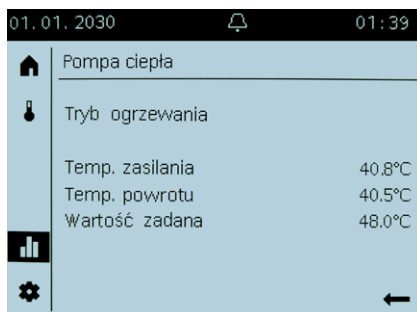 01.01.2030 01:39
Pompa ciepła
Tryb ogrzewania
Temp. zasilania 40.8°C
Temp. powrotu 40.5°C
Wartość zadana 48.0°C